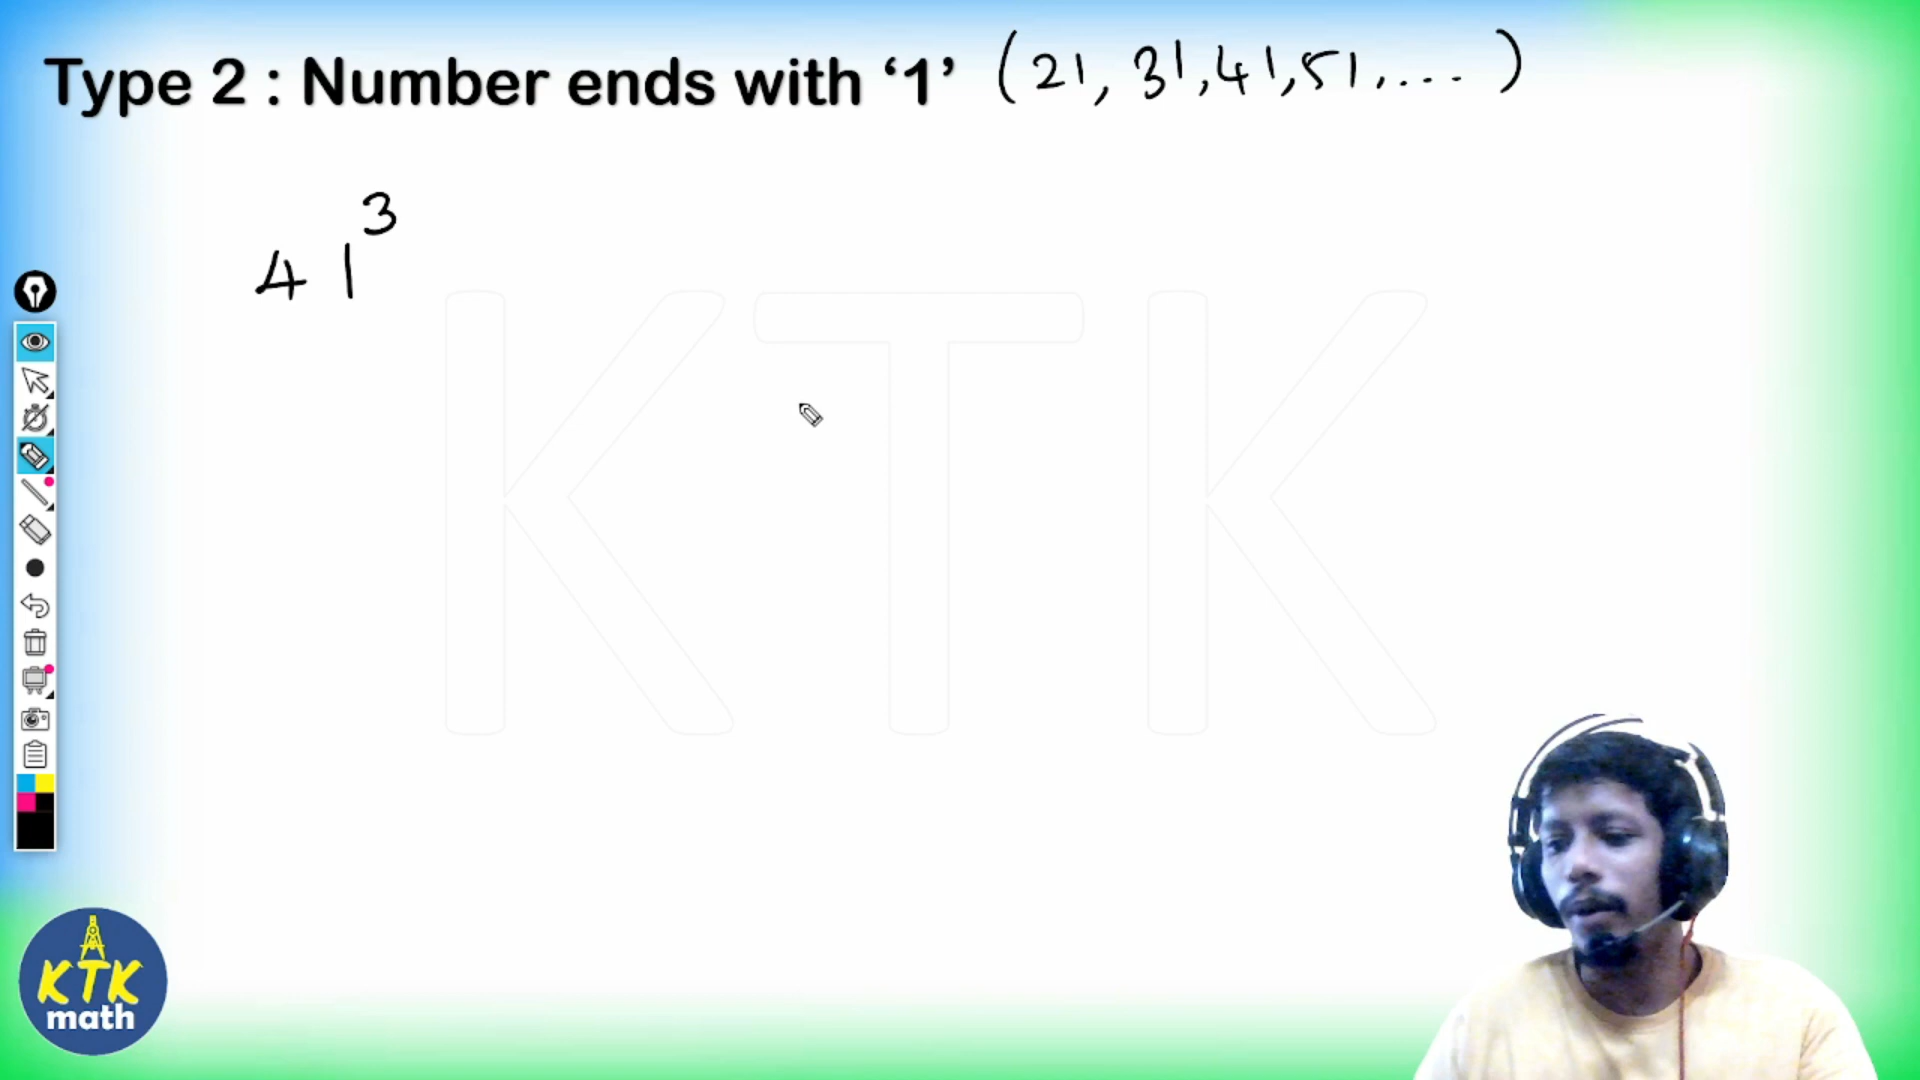 Type 2 : Number ends with ‘1’ (21, 31, 41, 51, .... )
41³
KTK
KTK
math